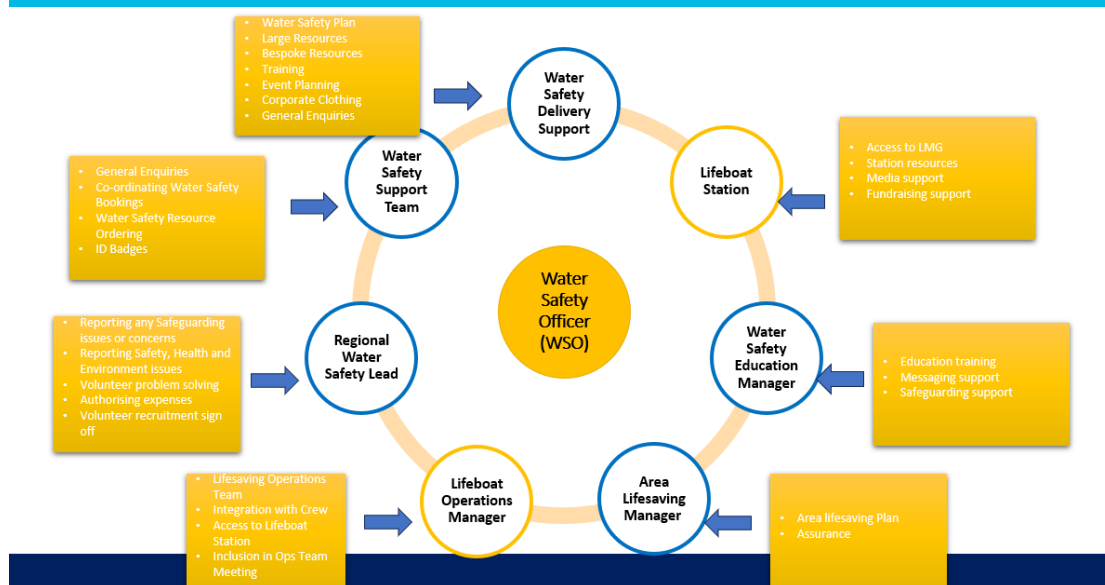 Water Safety Plan
Large Resources
Bespoke Resources
Training
Event Planning
Corporate Clothing
General Enquiries
Water
Safety
Delivery
Support
General Enquiries
Co-ordinating Water Safety
Bookings
Water Safety Resource
Ordering
ID Badges
Water
Safety
Support
Team
Lifeboat
Station
Access to LMG
Station resources
Media support
Fundraising support
Water
Safety
Officer
(WSO)
Reporting any Safeguarding
issues or concerns
Reporting Safety, Health and
Environment issues
Volunteer problem solving
Authorising expenses
Volunteer recruitment sign
off
Regional
Water
Safety Lead
Water
Safety
Education
Manager
Education training
Messaging support
Safeguarding support
Lifesaving Operations
Team
Integration with Crew
Access to Lifeboat
Station
Inclusion in Ops Team
Meeting
Lifeboat
Operations
Manager
Area
Lifesaving
Manager
Area lifesaving Plan
Assurance